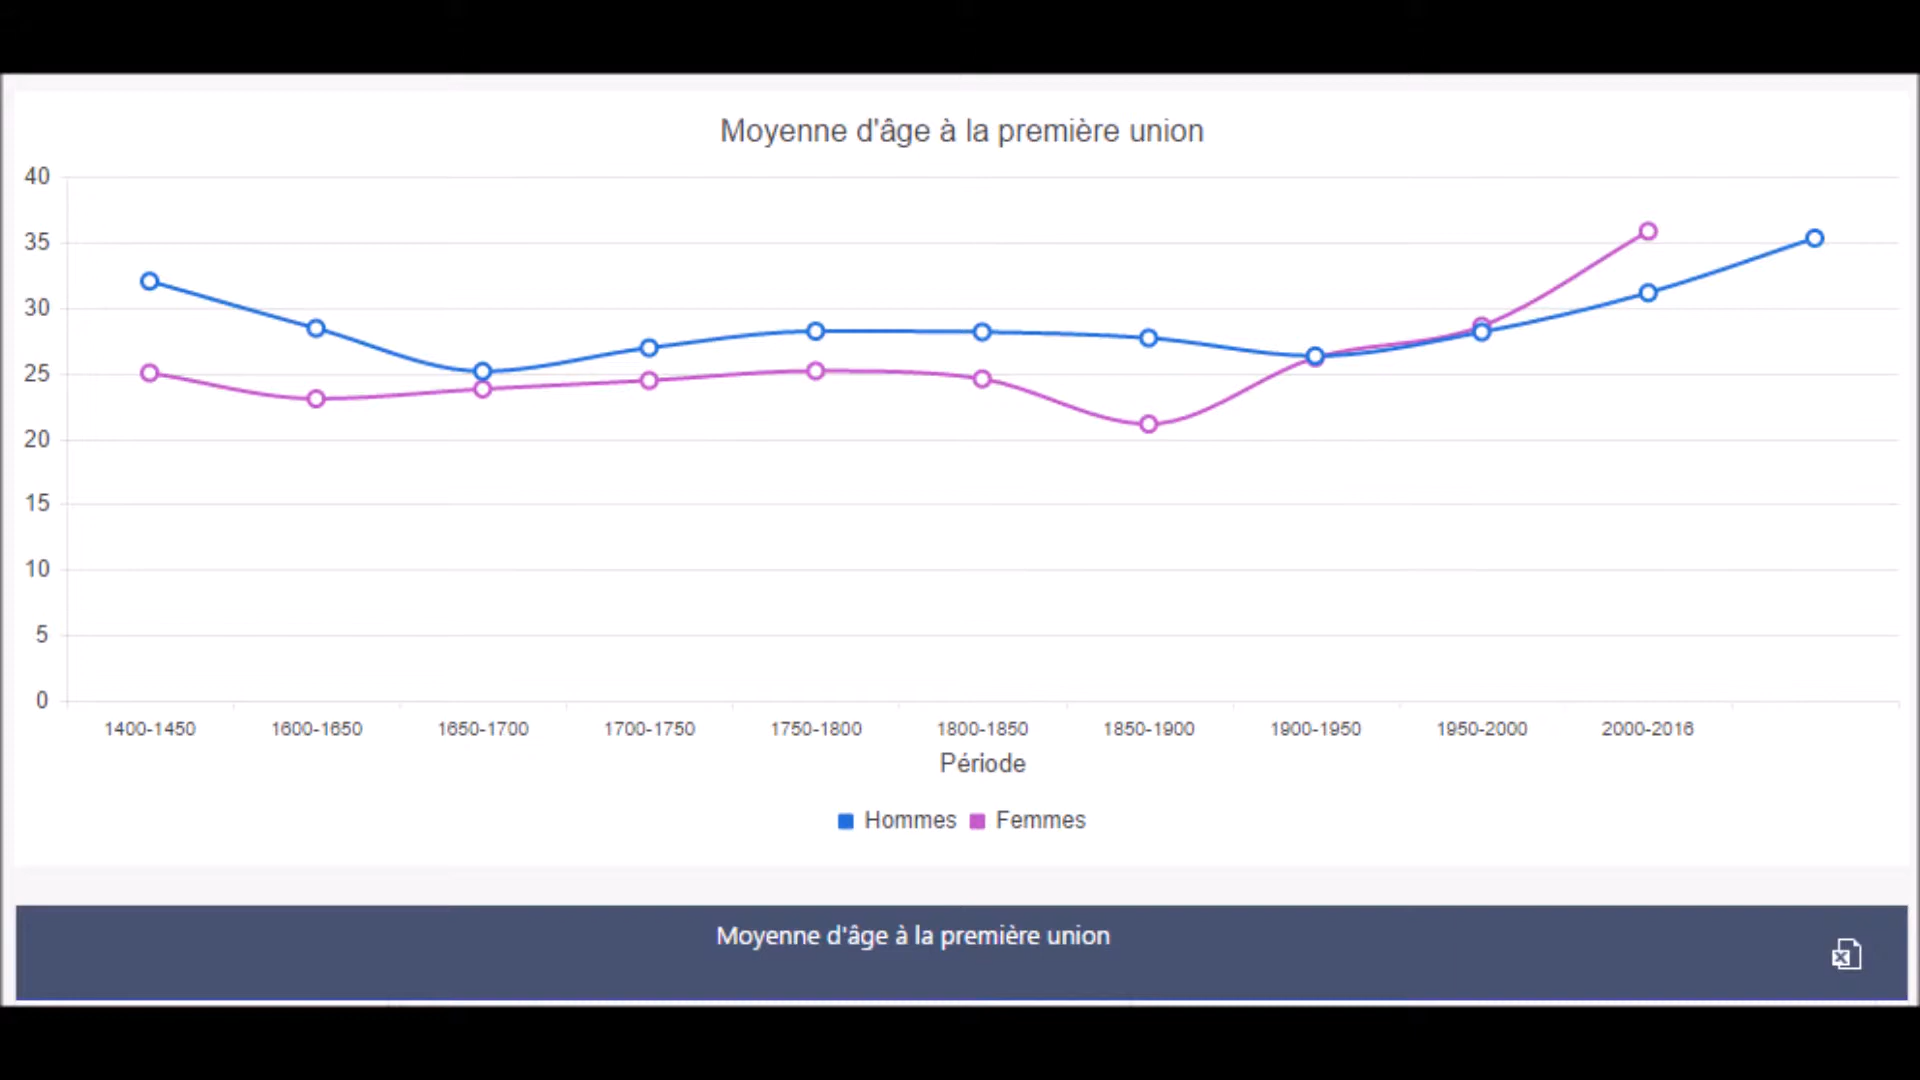 Moyenne d'âge à la première union
40
35
30
25
20
15
10
5
0
1400-1450 1600-1650 1650-1700 1700-1750 1750-1800 1800-1850 1850-1900 1900-1950 1950-2000 2000-2016
Période
Hommes Femmes
Moyenne d'âge à la première union